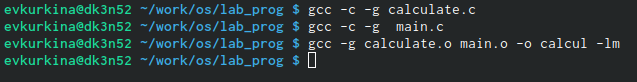 evkurkina@dk3n52 ~/work/os/lab_prog $ gcc -c -g calculate.c
evkurkina@dk3n52 ~/work/os/lab_prog $ gcc -c -g  main.c
evkurkina@dk3n52 ~/work/os/lab_prog $ gcc -g calculate.o main.o -o calcul -lm
evkurkina@dk3n52 ~/work/os/lab_prog $